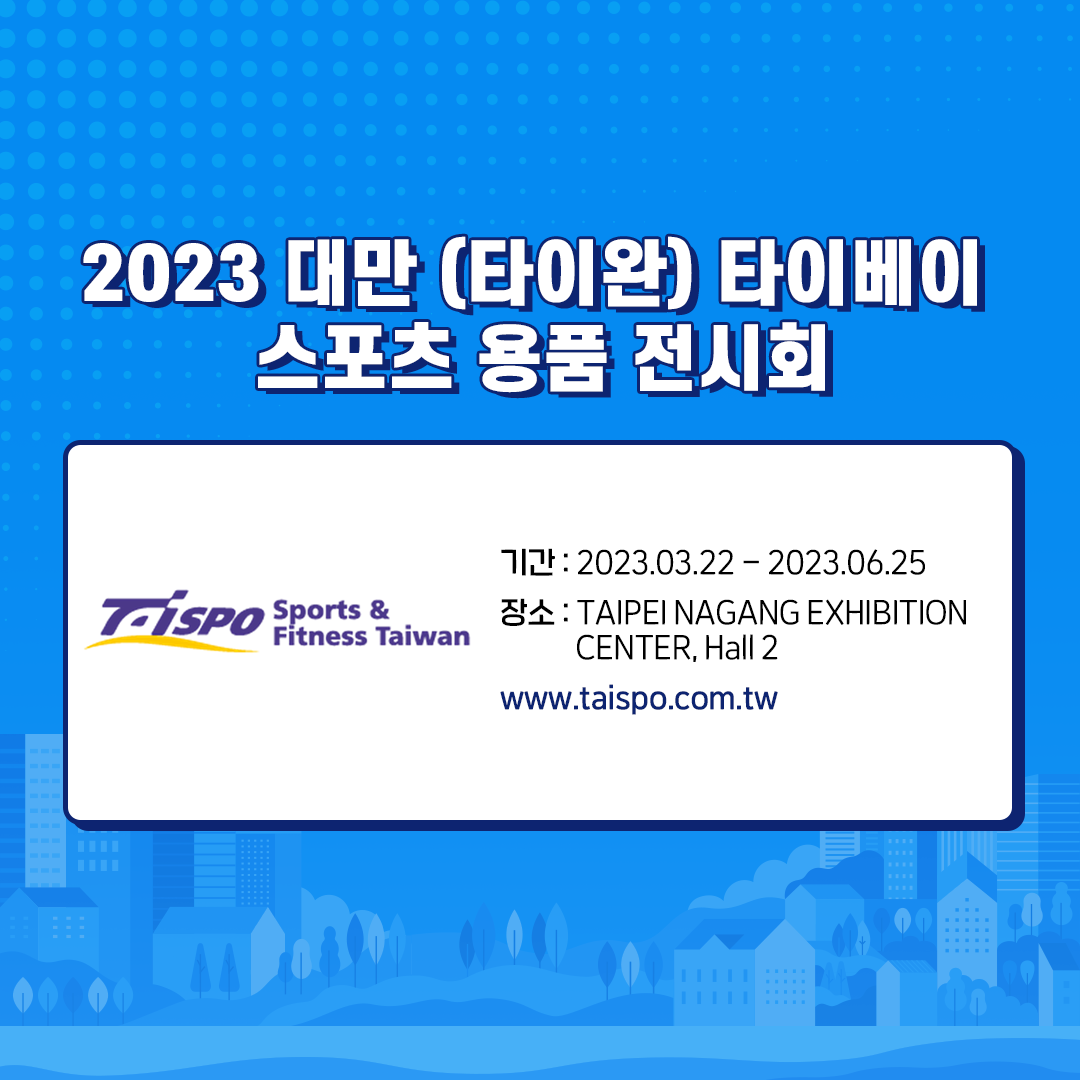 2023 대만 (타이완) 타이베이
스포츠 용품 전시회
TAiSPO Sports &
Fitness Taiwan
기간 : 2023.03.22 – 2023.06.25
장소 : TAIPEI NAGANG EXHIBITION
CENTER, Hall 2
www.taispo.com.tw